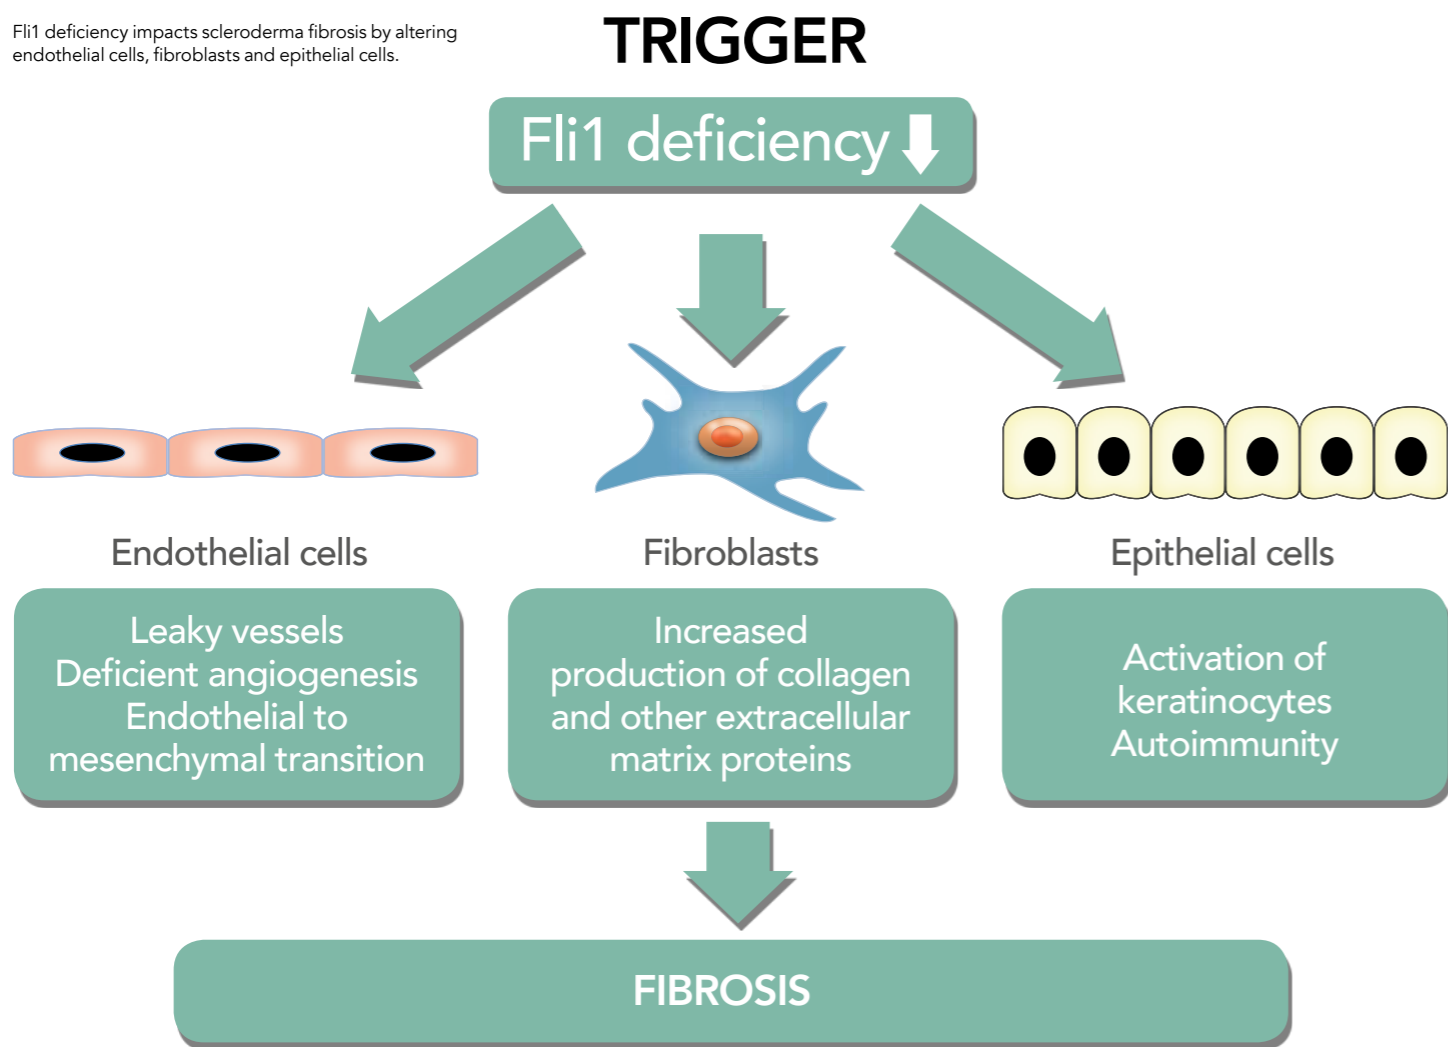 Fli1 deficiency impacts scleroderma fibrosis by altering
endothelial cells, fibroblasts and epithelial cells.
TRIGGER
Fli1 deficiency
Endothelial cells
Leaky vessels
Deficient angiogenesis
Endothelial to
mesenchymal transition
Fibroblasts
Increased
production of collagen
and other extracellular
matrix proteins
Epithelial cells
Activation of
keratinocytes
Autoimmunity
FIBROSIS